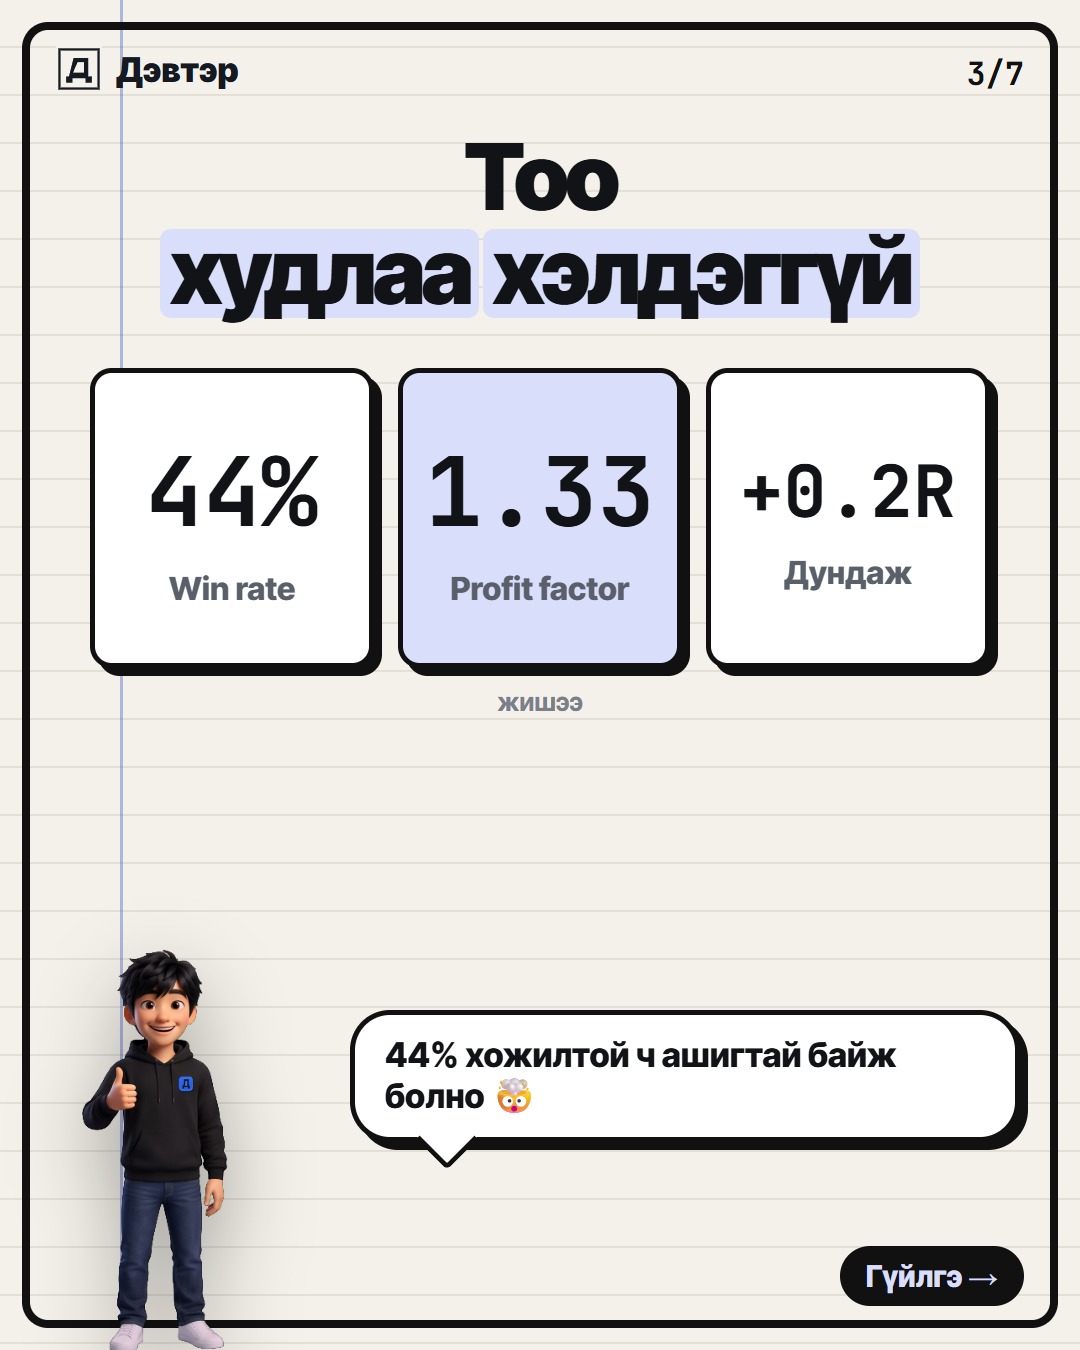 Д Дэвтэр
3/7
Тоо
худлаа хэлдэггүй
44%
Win rate
1.33
Profit factor
+0.2R
Дундаж
жишээ
Д
44% хожилтой ч ашигтай байж
болно 🤯
Гүйлгэ →